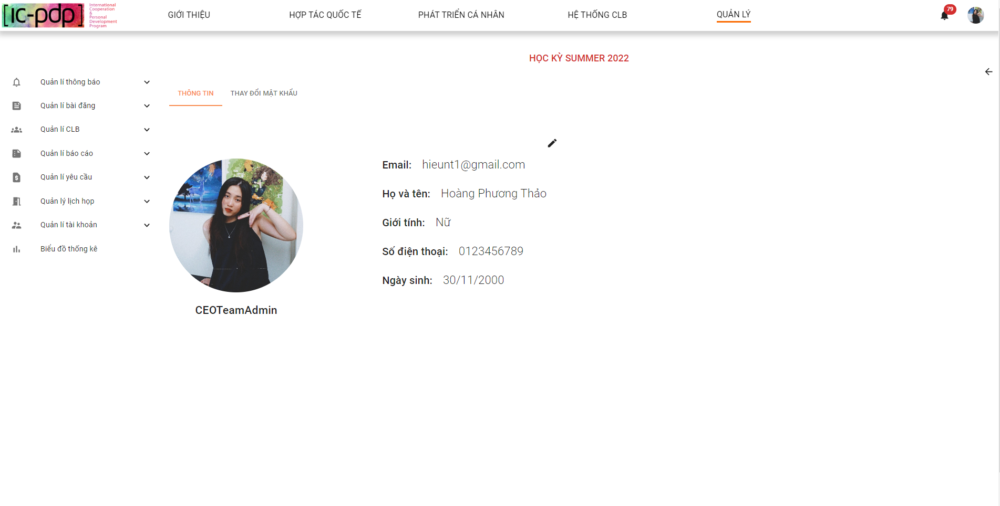 [ic-pdp]
International
Cooperation
&
Personal
Development
Program
GIỚI THIỆU
HỢP TÁC QUỐC TẾ
PHÁT TRIỂN CÁ NHÂN
HỆ THỐNG CLB
QUẢN LÝ
79
HỌC KỲ SUMMER 2022
Quản lí thông báo
Quản lí bài đăng
Quản lí CLB
Quản lí báo cáo
Quản lí yêu cầu
Quản lý lịch họp
Quản lí tài khoản
Biểu đồ thống kê
THÔNG TIN
THAY ĐỔI MẬT KHẨU
CEOTeamAdmin
Email: hieunt1@gmail.com
Họ và tên: Hoàng Phương Thảo
Giới tính: Nữ
Số điện thoại: 0123456789
Ngày sinh: 30/11/2000